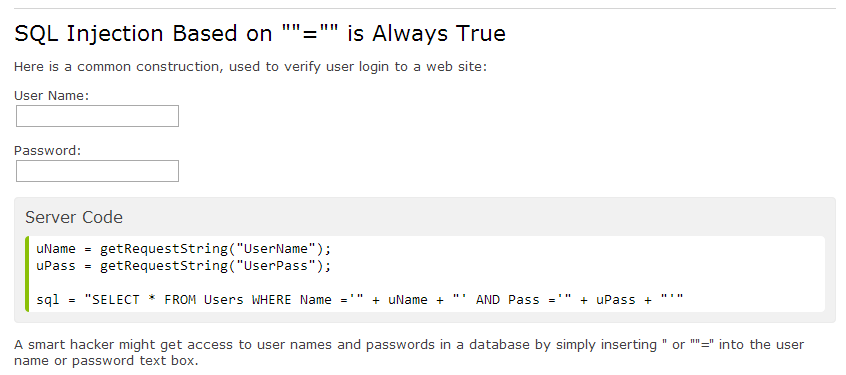 SQL Injection Based on ""="" is Always True
Here is a common construction, used to verify user login to a web site:
User Name:
Password:
Server Code
uName = getRequestString("UserName");
uPass = getRequestString("UserPass");
sql = "SELECT * FROM Users WHERE Name ='" + uName + "' AND Pass ='" + uPass + "'"
A smart hacker might get access to user names and passwords in a database by simply inserting " or ""=" into the user
name or password text box.